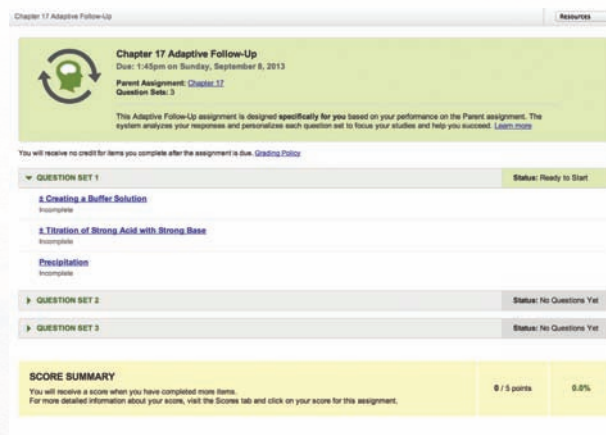 Chapter 17 Adaptive Follow-Up
Resources
Chapter 17 Adaptive Follow-Up
Due: 1:45pm on Sunday, September 8, 2013
Parent Assignment: Chapter 17
Question Sets: 3
This Adaptive Follow-Up assignment is designed specifically for you based on your performance on the Parent assignment. The
system analyzes your responses and personalizes each question set to focus your studies and help you succeed. Learn more
You will receive no credit for items you complete after the assignment is due. Grading Policy
QUESTION SET 1 Status: Ready to Start
± Creating a Buffer Solution
Incomplete
± Titration of Strong Acid with Strong Base
Incomplete
Precipitation
Incomplete
QUESTION SET 2 Status: No Questions Yet
QUESTION SET 3 Status: No Questions Yet
SCORE SUMMARY
You will receive a score when you have completed more items.
0 / 5 points 0.0%
For more detailed information about your score, visit the Scores tab and click on your score for this assignment.